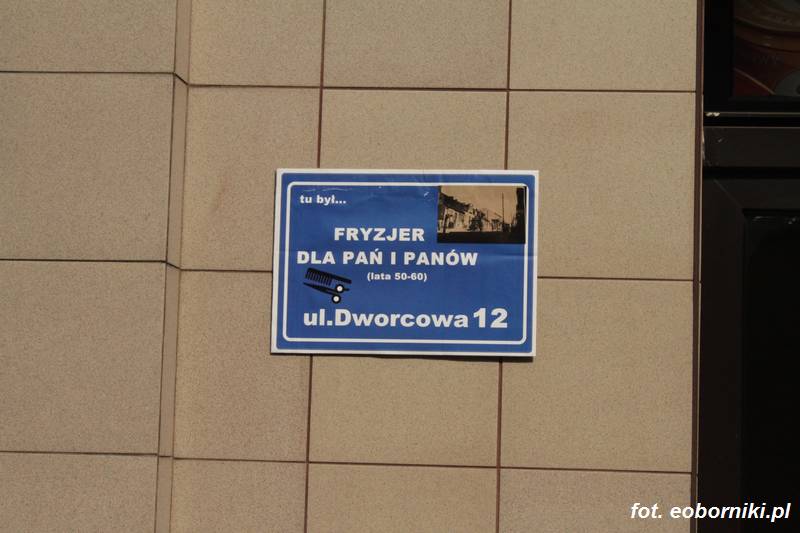 tu był...
FRYZJER
DLA PAŃ I PANÓW
(lata 50-60)
ul.Dworcowa 12
fot. eoborniki.pl